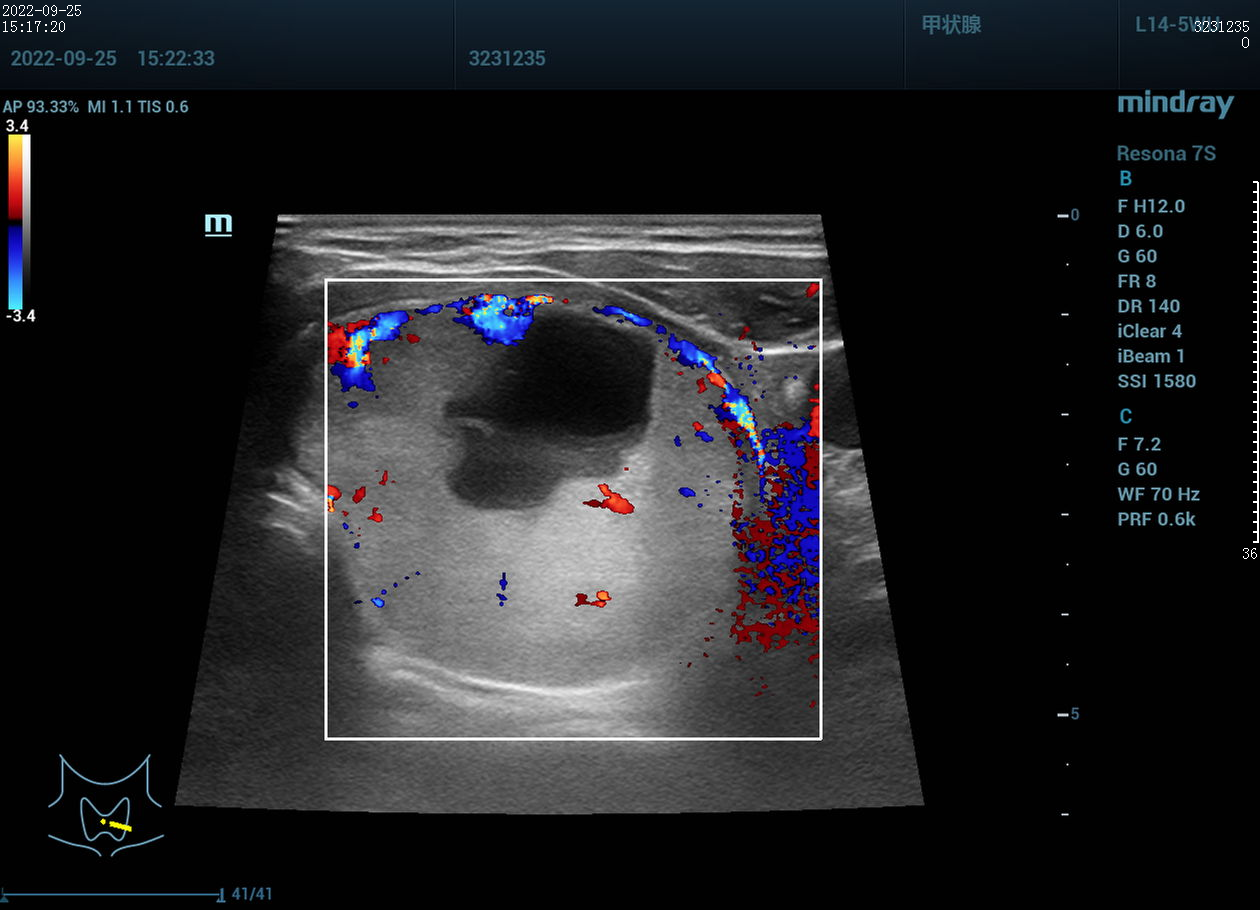 2022-09-25
15:17:20
2022-09-25 15:22:33
3231235
甲状腺
L14-5WU
3231235
0
AP 93.33% MI 1.1 TIS 0.6
3.4
-3.4
m
0
5
mindray
Resona 7S
B
F H12.0
D 6.0
G 60
FR 8
DR 140
iClear 4
iBeam 1
SSI 1580
C
F 7.2
G 60
WF 70 Hz
PRF 0.6k
36
41/41